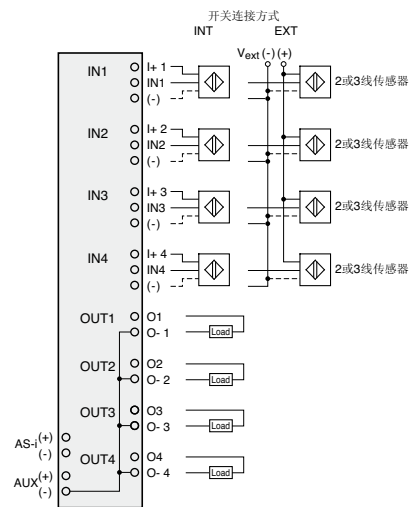 开关连接方式
INT EXT
Vext (-) (+)
IN1 I+ 1
IN1
(-)
2或3线传感器
IN2 I+ 2
IN2
(-)
2或3线传感器
IN3 I+ 3
IN3
(-)
2或3线传感器
IN4 I+ 4
IN4
(-)
2或3线传感器
OUT1 O1
O- 1 Load
OUT2 O2
O- 2 Load
OUT3 O3
O- 3 Load
AS-i (+)
(-)
OUT4 O4
O- 4 Load
AUX (+)
(-)